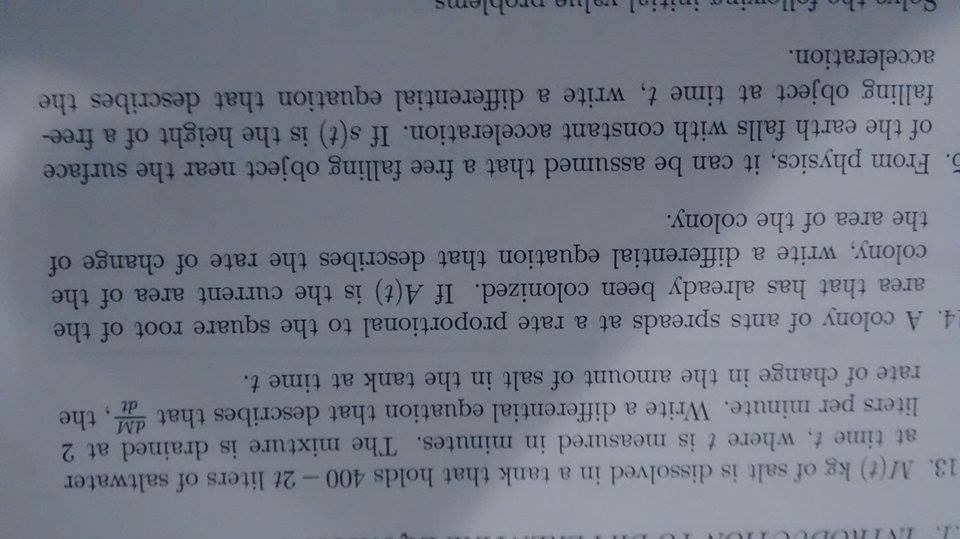 13. M(t) kg of salt is dissolved in a tank that holds 400 − 2t liters of saltwater
at time t, where t is measured in minutes. The mixture is drained at 2
liters per minute. Write a differential equation that describes that dM/dt, the
rate of change in the amount of salt in the tank at time t.
14. A colony of ants spreads at a rate proportional to the square root of the
area that has already been colonized. If A(t) is the current area of the
colony, write a differential equation that describes the rate of change of
the area of the colony.
5. From physics, it can be assumed that a free falling object near the surface
of the earth falls with constant acceleration. If s(t) is the height of a free-
falling object at time t, write a differential equation that describes the
acceleration.
Solve the following initial value problems